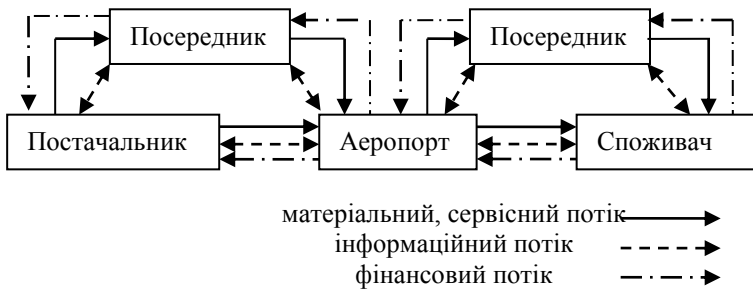 Посередник
Посередник
Постачальник
Аеропорт
Споживач
матеріальний, сервісний потік
інформаційний потік
фінансовий потік